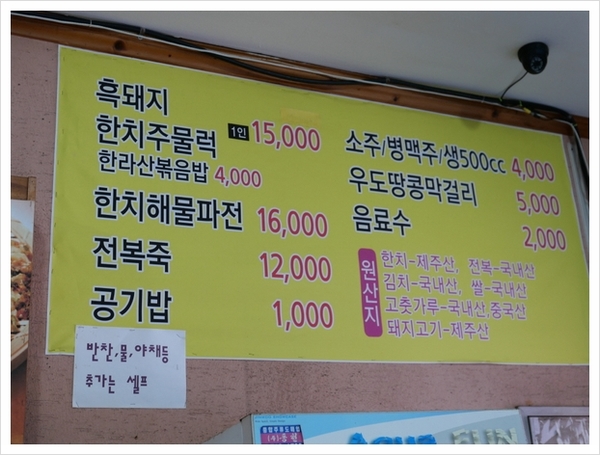 흑돼지
한치주물럭 1인 15,000
한라산볶음밥 4,000
한치해물파전 16,000
전복죽 12,000
공기밥 1,000
소주/병맥주/생500cc 4,000
우도땅콩막걸리 5,000
음료수 2,000
원산지
한치-제주산, 전복-국내산
김치-국내산, 쌀-국내산
고춧가루-국내산,중국산
돼지고기-제주산
반찬,물,야채등
추가는 셀프